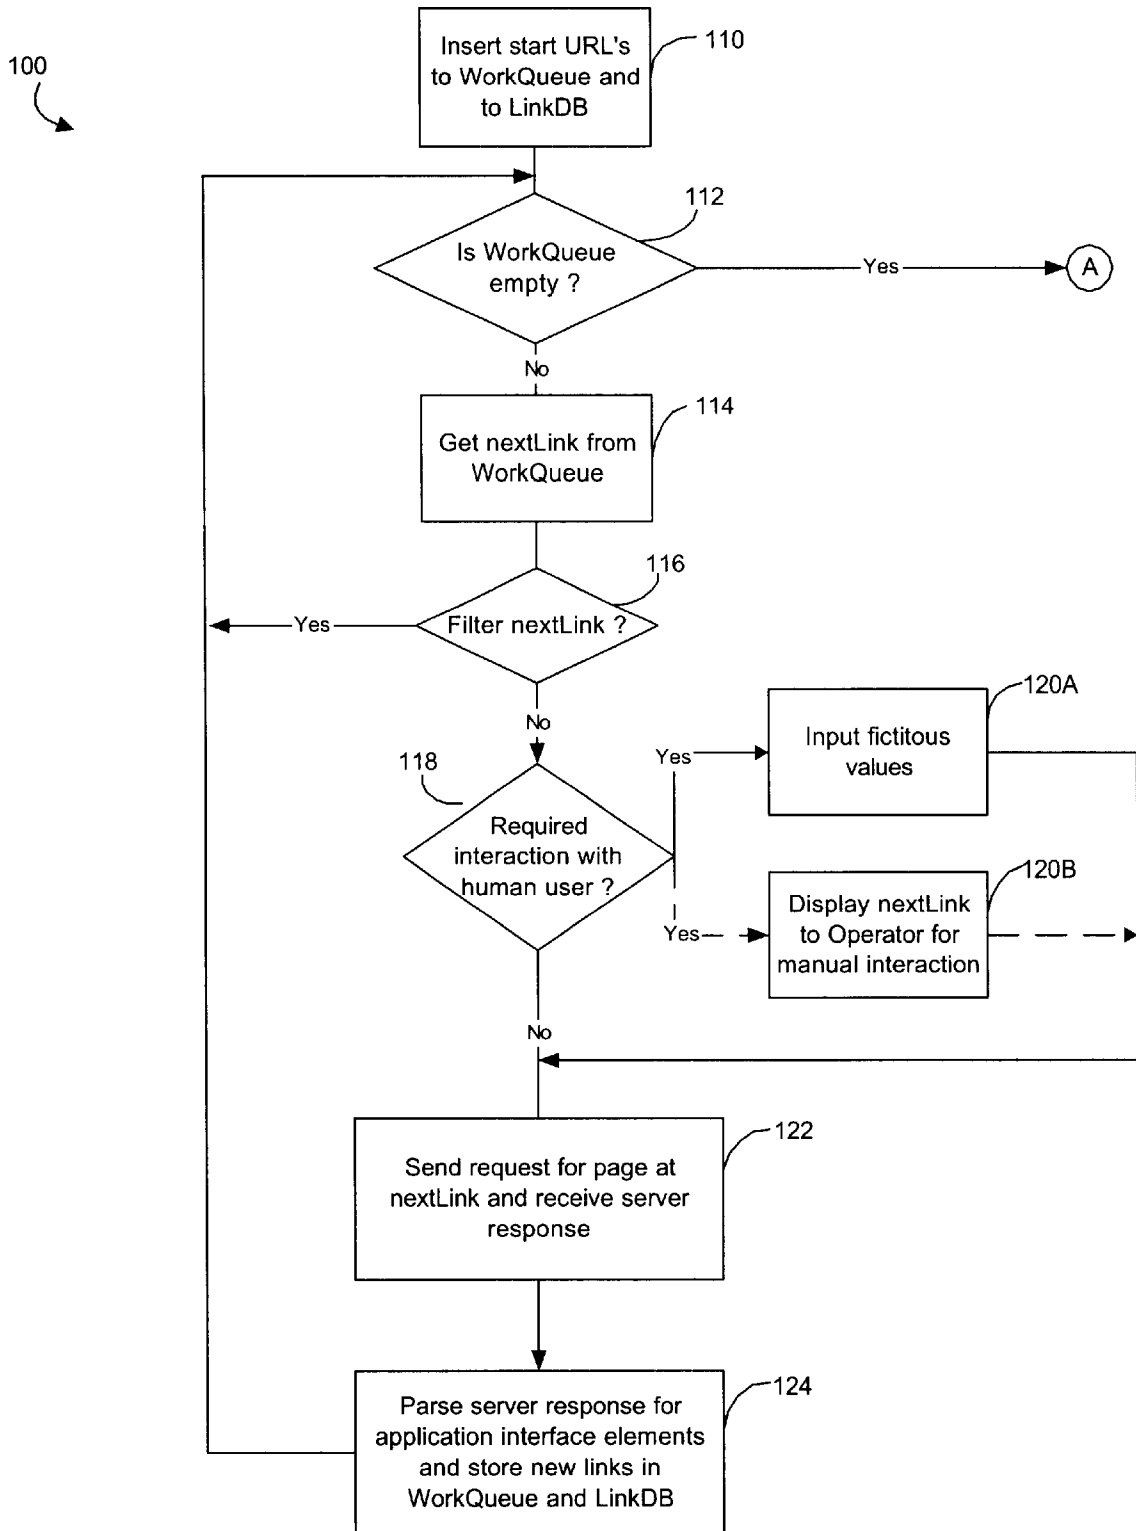 100
Insert start URL's
to WorkQueue and
to LinkDB
110
112
Is WorkQueue
empty ?
Yes
A
No
114
Get nextLink from
WorkQueue
116
Filter nextLink ?
Yes
No
120A
Input fictitous
values
118
Yes
Required
interaction with
human user ?
120B
Yes
Display nextLink
to Operator for
manual interaction
No
122
Send request for page at
nextLink and receive server
response
124
Parse server response for
application interface elements
and store new links in
WorkQueue and LinkDB